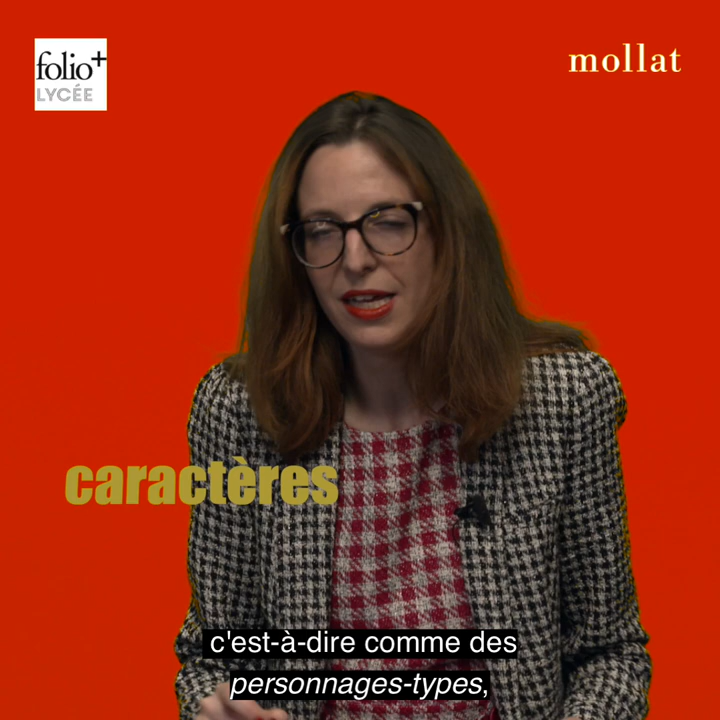 folio+
LYCÉE
mollat
caractères
c'est-à-dire comme des
personnages-types,